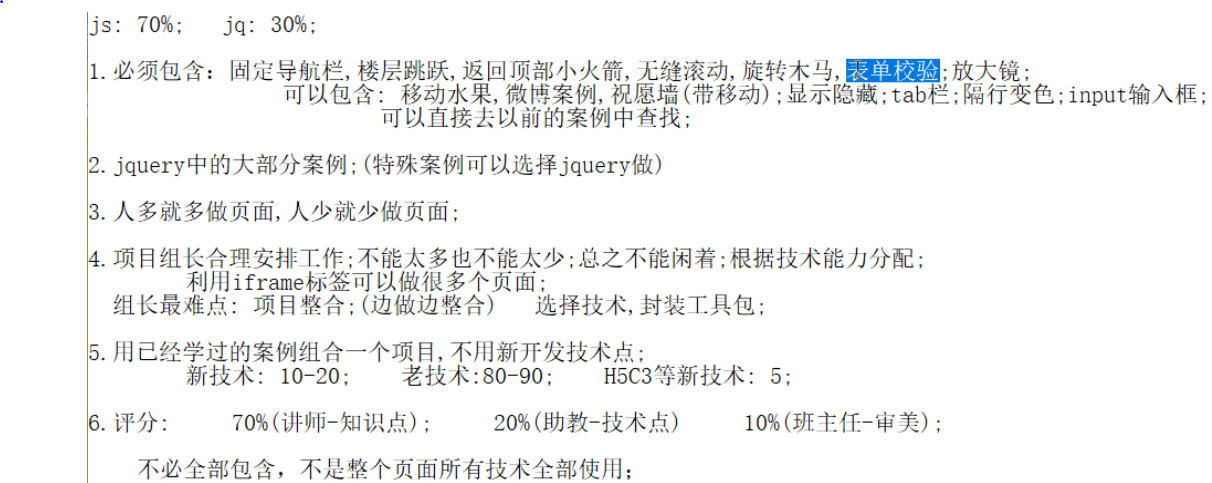 js: 70%; jq: 30%;
1.必须包含: 固定导航栏,楼层跳跃,返回顶部小火箭,无缝滚动,旋转木马,表单校验;放大镜;
可以包含: 移动水果,微博案例,祝愿墙(带移动);显示隐藏;tab栏;隔行变色;input输入框;
可以直接去以前的案例中查找;
2.jquery中的大部分案例;(特殊案例可以选择jquery做)
3.人多就多做页面,人少就少做页面;
4.项目组长合理安排工作;不能太多也不能太少;总之不能闲着;根据技术能力分配;
利用iframe标签可以做很多个页面;
组长最难点: 项目整合;(边做边整合) 选择技术,封装工具包;
5.用已经学过的案例组合一个项目,不用新开发技术点;
新技术: 10-20; 老技术:80-90; H5C3等新技术: 5;
6.评分: 70%(讲师-知识点); 20%(助教-技术点) 10%(班主任-审美);
不必全部包含，不是整个页面所有技术全部使用;